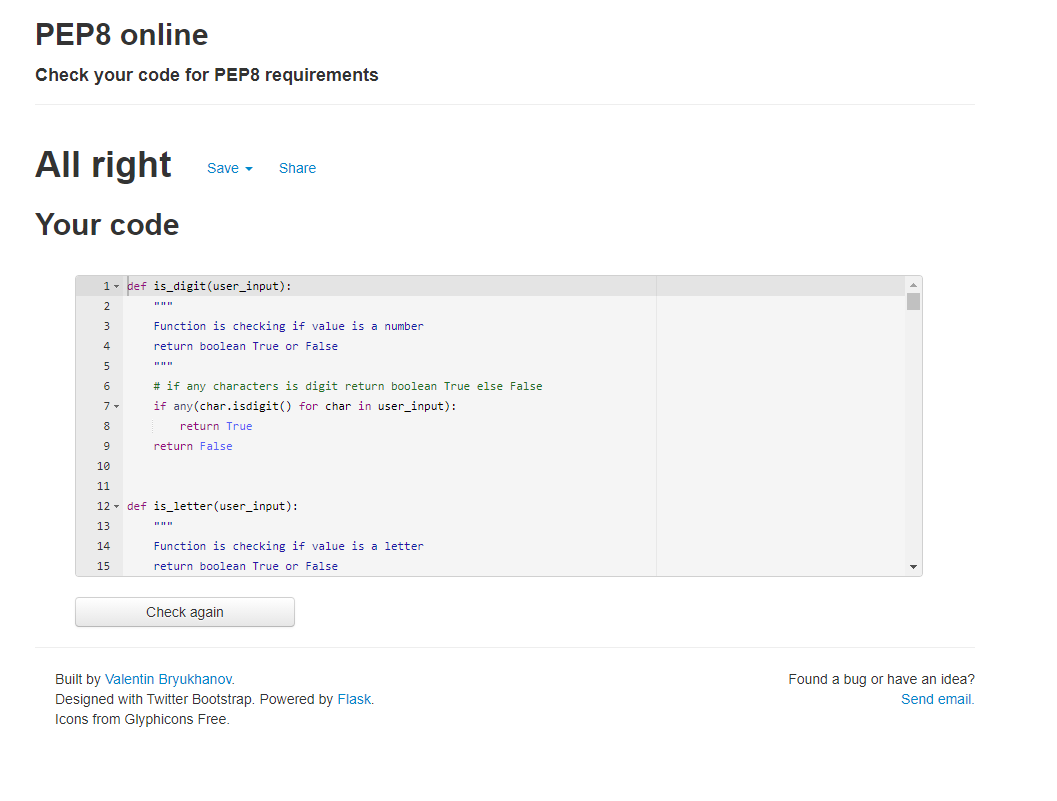 PEP8 online
Check your code for PEP8 requirements
All right Save Share
Your code
1 def is_digit(user_input):
2     """
3     Function is checking if value is a number
4     return boolean True or False
5     """
6     # if any characters is digit return boolean True else False
7     if any(char.isdigit() for char in user_input):
8         return True
9     return False
10
11
12 def is_letter(user_input):
13     """
14     Function is checking if value is a letter
15     return boolean True or False
Check again
Built by Valentin Bryukhanov.
Designed with Twitter Bootstrap. Powered by Flask.
Icons from Glyphicons Free.
Found a bug or have an idea?
Send email.